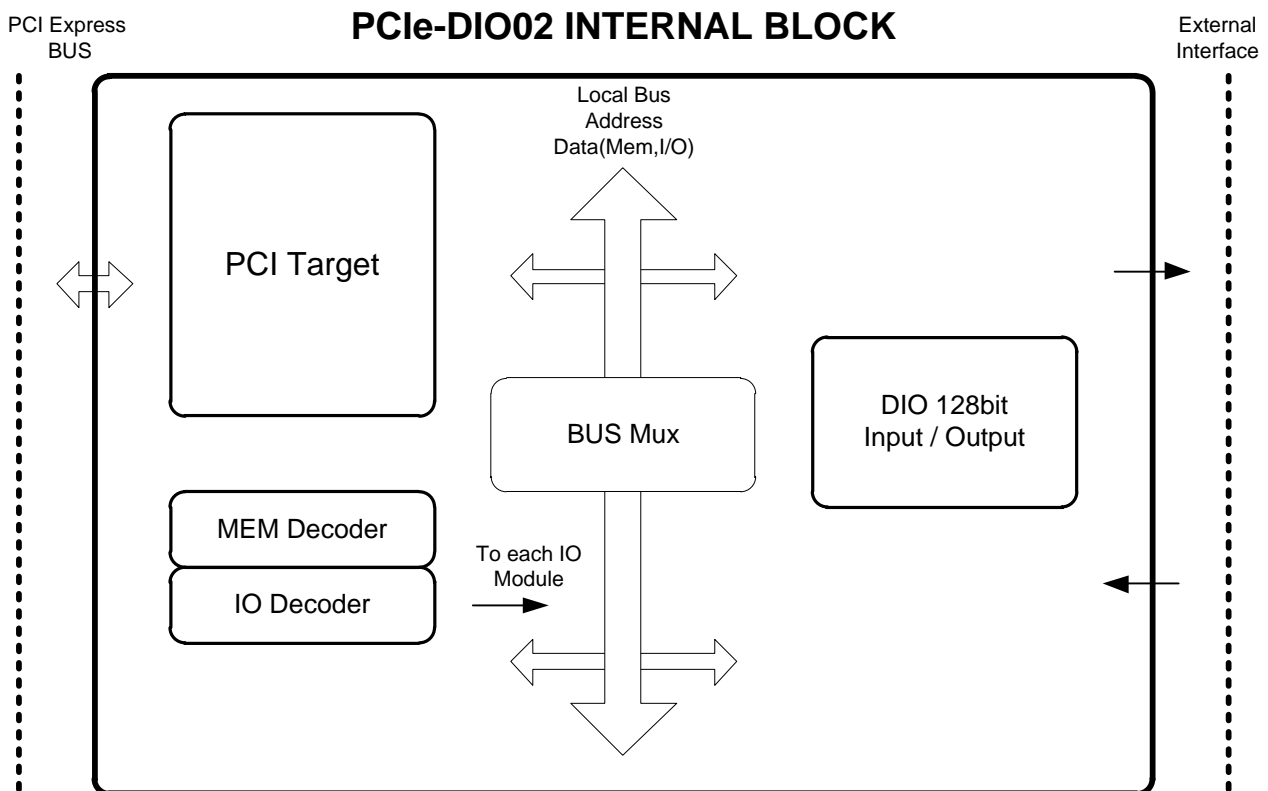 PCIe-DIO02 INTERNAL BLOCK
PCI Express
BUS
External
Interface
Local Bus
Address
Data(Mem,I/O)
PCI Target
BUS Mux
DIO 128bit
Input / Output
MEM Decoder
IO Decoder
To each IO
Module